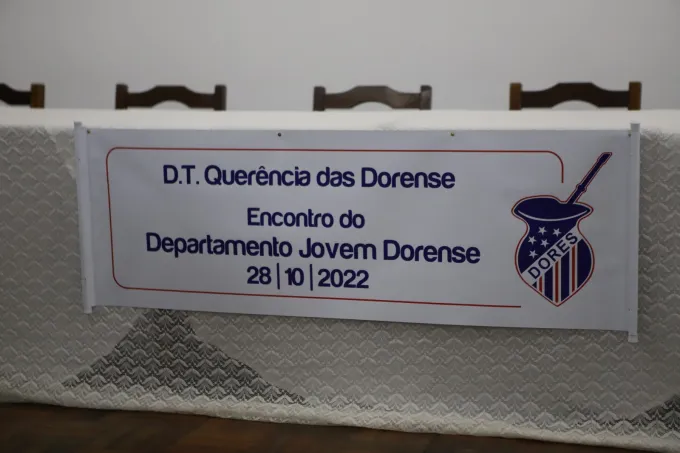 D.T. Querência das Dorense
Encontro do
Departamento Jovem Dorense
28|10|2022
DORES